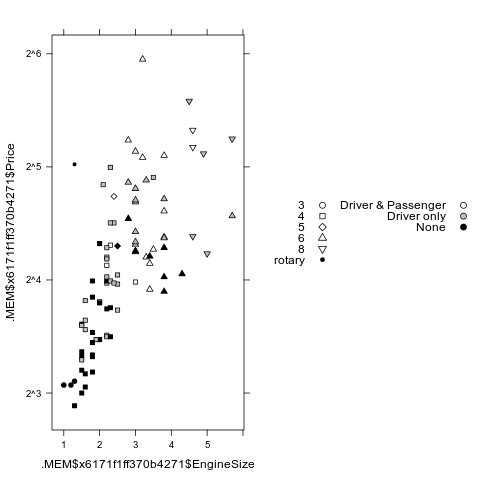 2^6
2^5
2^4
2^3
.MEM$x6171f1ff370b4271$Price
1 2 3 4 5
.MEM$x6171f1ff370b4271$EngineSize
3 Driver & Passenger
4 Driver only
5 None
6
8
rotary